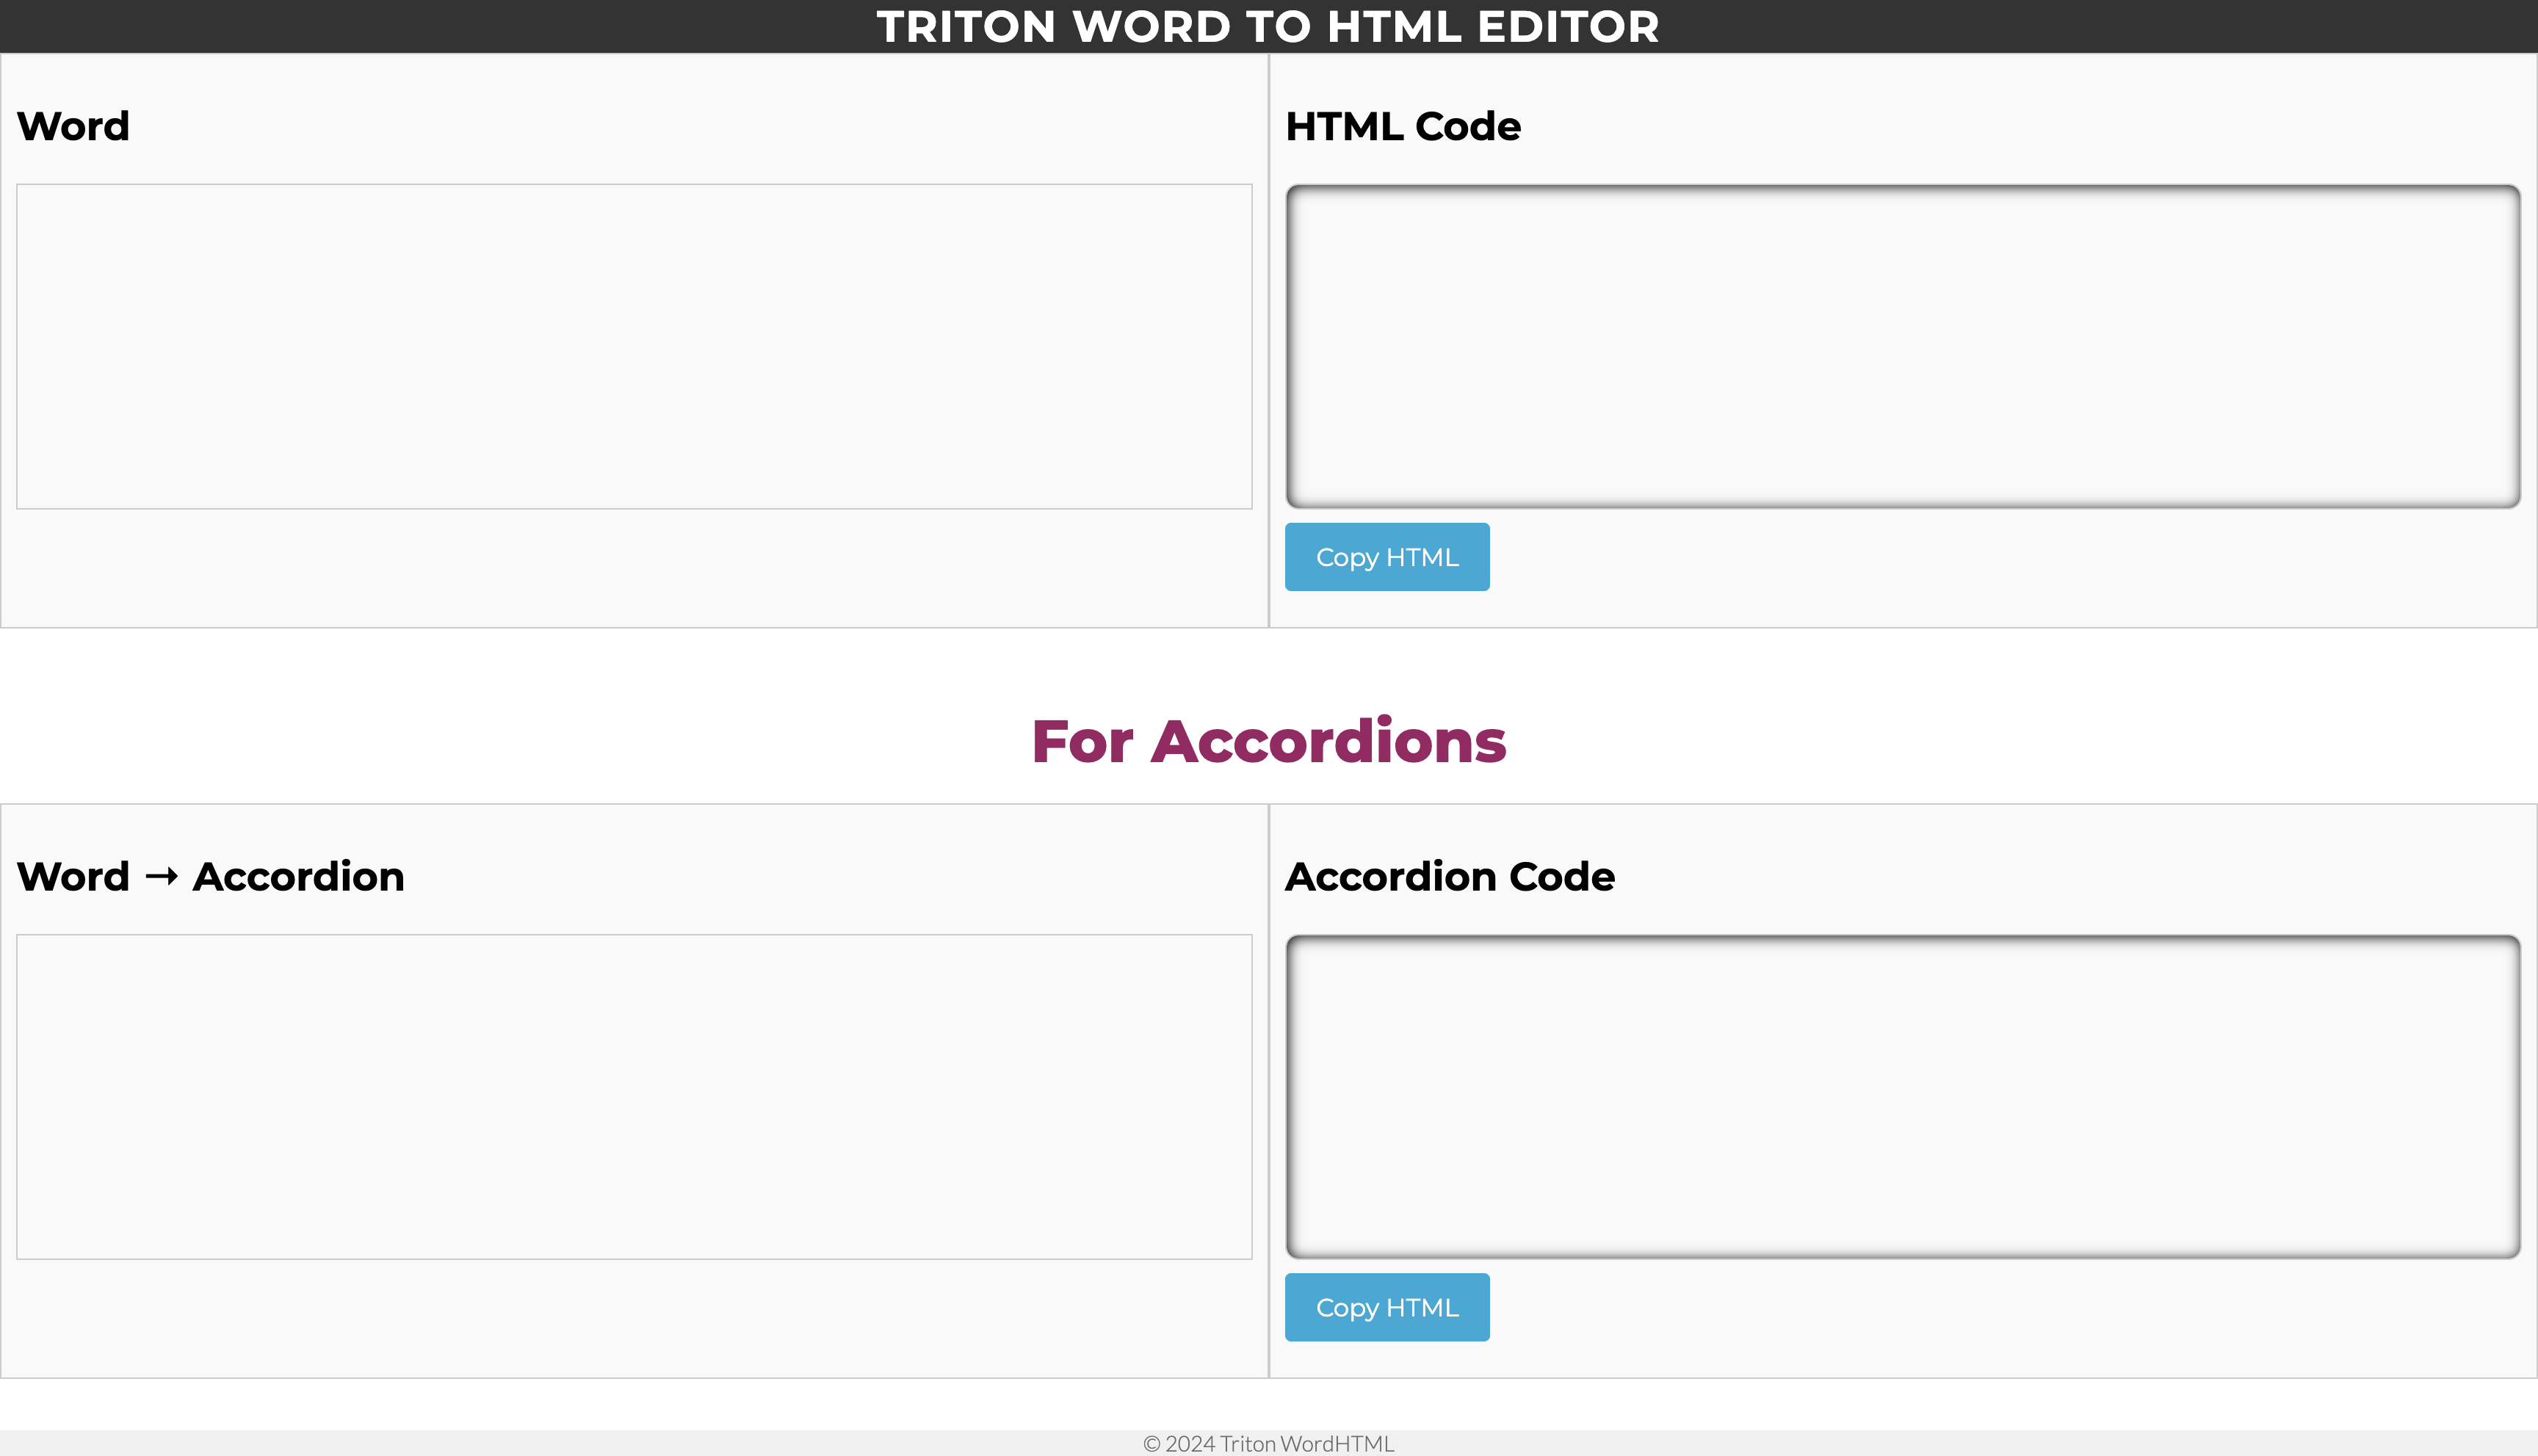 TRITON WORD TO HTML EDITOR
Word
HTML Code
Copy HTML
For Accordions
Word → Accordion
Accordion Code
Copy HTML
© 2024 Triton WordHTML